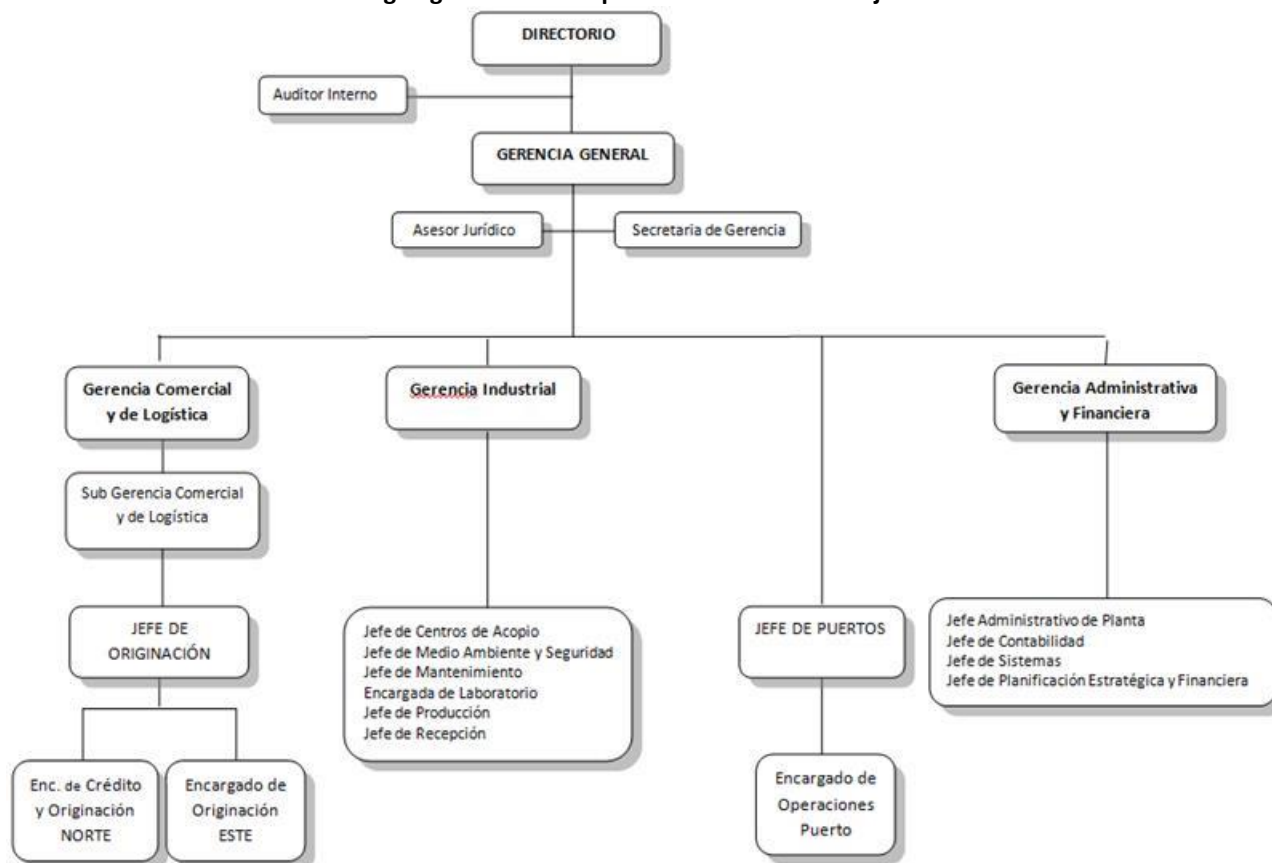 DIRECTORIO
Auditor Interno
GERENCIA GENERAL
Asesor Jurídico
Secretaria de Gerencia
Gerencia Comercial
y de Logística
Gerencia Industrial
Gerencia Administrativa
y Financiera
Sub Gerencia Comercial
y de Logística
JEFE DE
ORIGINACIÓN
Jefe de Centros de Acopio
Jefe de Medio Ambiente y Seguridad
Jefe de Mantenimiento
Encargada de Laboratorio
Jefe de Producción
Jefe de Recepción
JEFE DE PUERTOS
Jefe Administrativo de Planta
Jefe de Contabilidad
Jefe de Sistemas
Jefe de Planificación Estratégica y Financiera
Enc. de Crédito
y Originación
NORTE
Encargado de
Originación
ESTE
Encargado de
Operaciones
Puerto